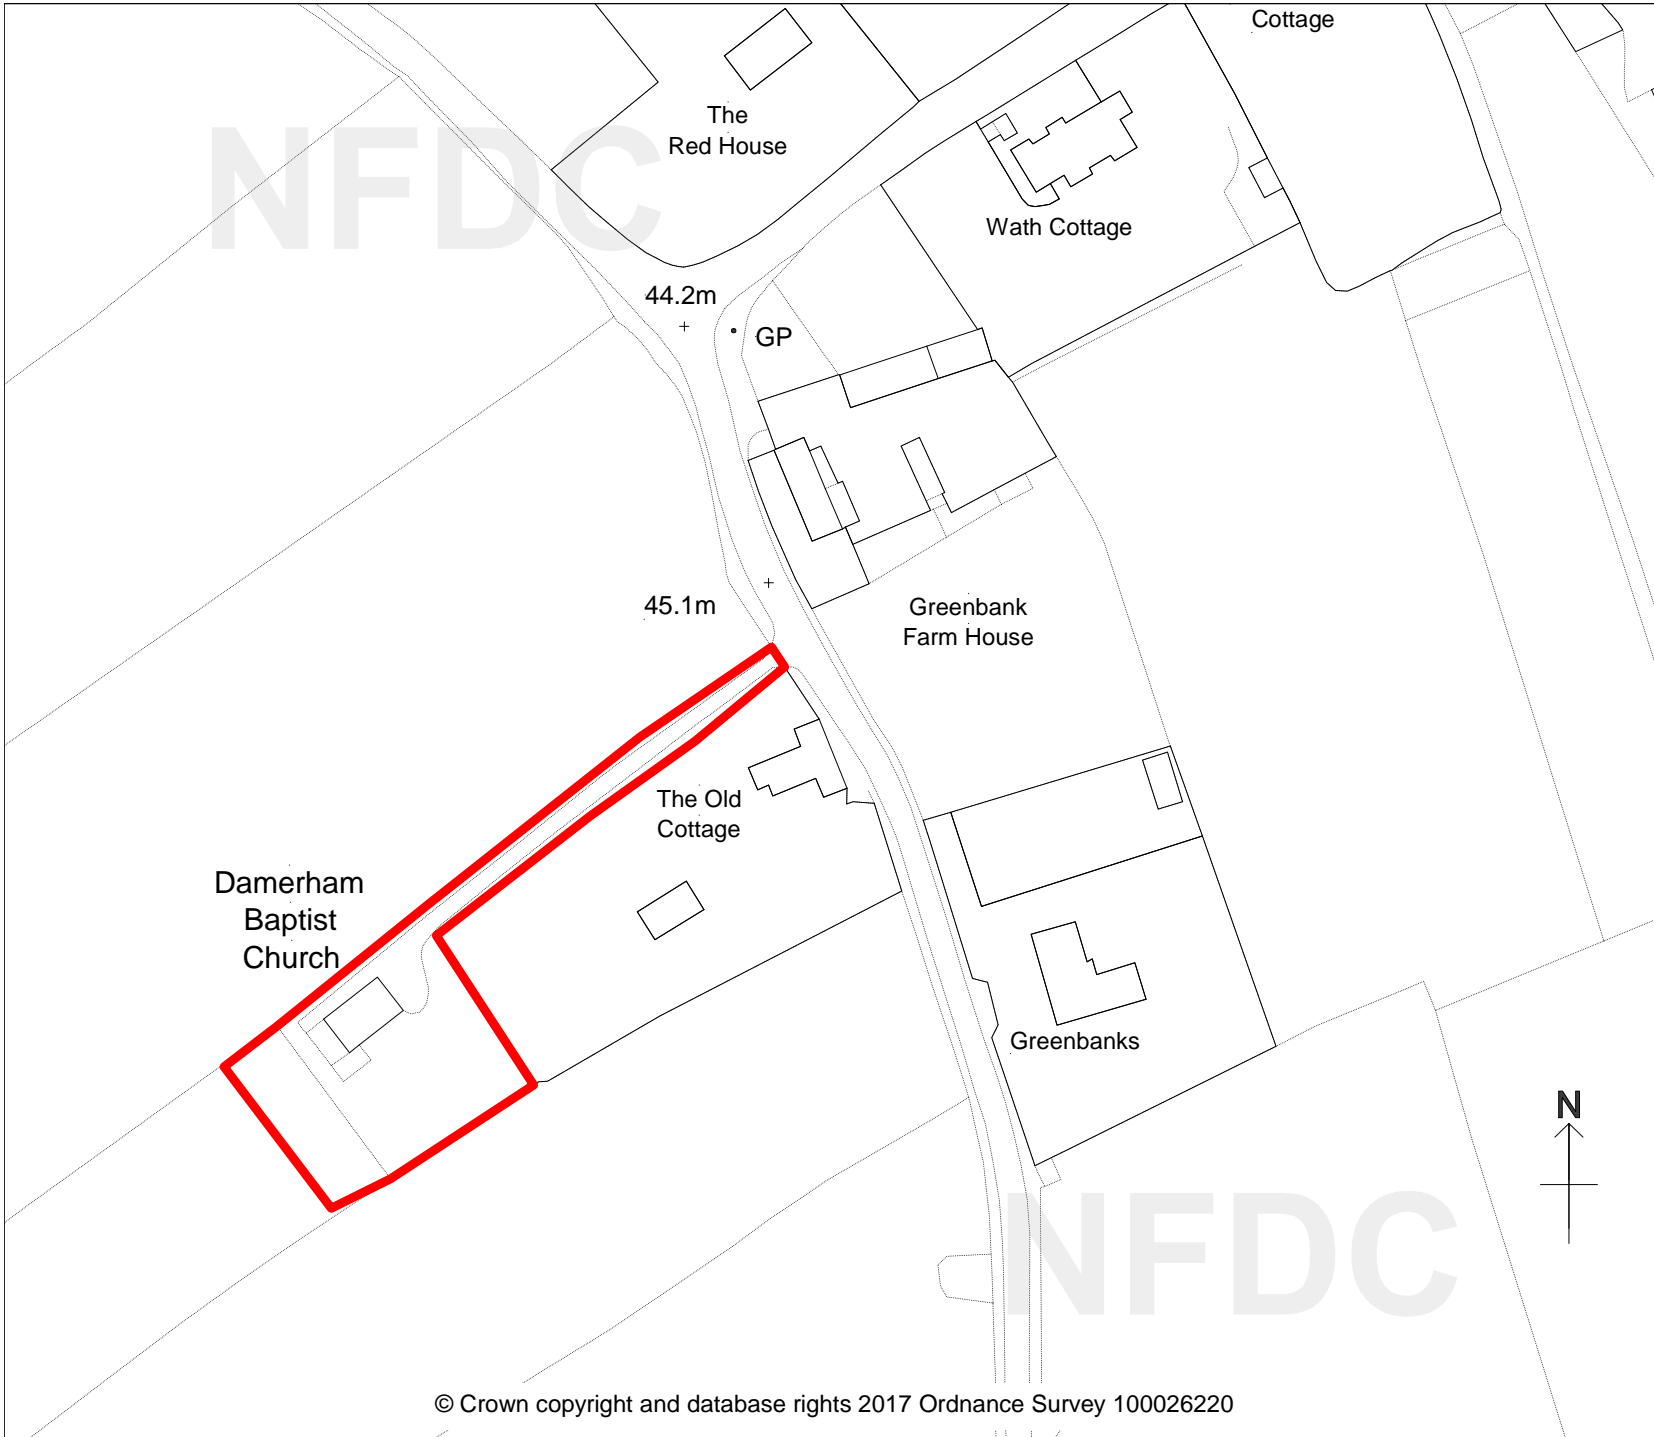 Cottage
The
Red House
NFDC
Wath Cottage
44.2m
GP
45.1m
Greenbank
Farm House
The Old
Cottage
Damerham
Baptist
Church
Greenbanks
N
NFDC
© Crown copyright and database rights 2017 Ordnance Survey 100026220